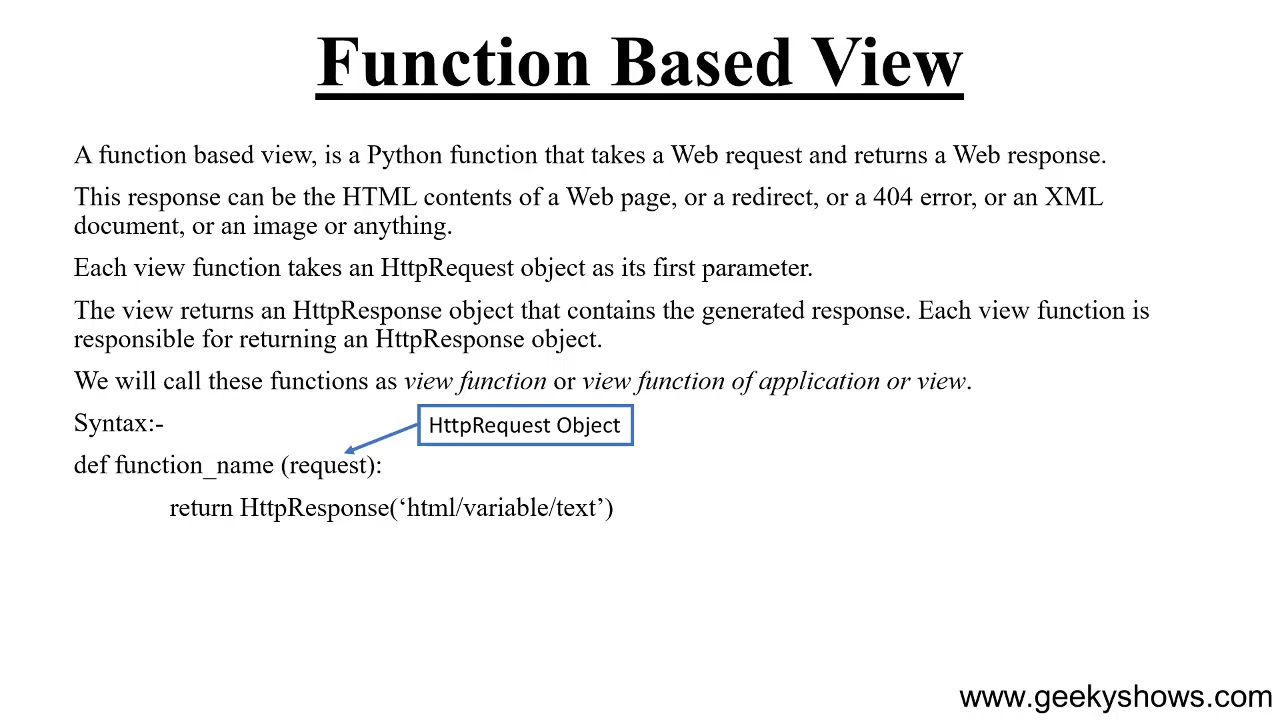 Function Based View
A function based view, is a Python function that takes a Web request and returns a Web response.
This response can be the HTML contents of a Web page, or a redirect, or a 404 error, or an XML
document, or an image or anything.
Each view function takes an HttpRequest object as its first parameter.
The view returns an HttpResponse object that contains the generated response. Each view function is
responsible for returning an HttpResponse object.
We will call these functions as view function or view function of application or view.
Syntax:-
HttpRequest Object
def function_name (request):
return HttpResponse(‘html/variable/text’)
www.geekyshows.com